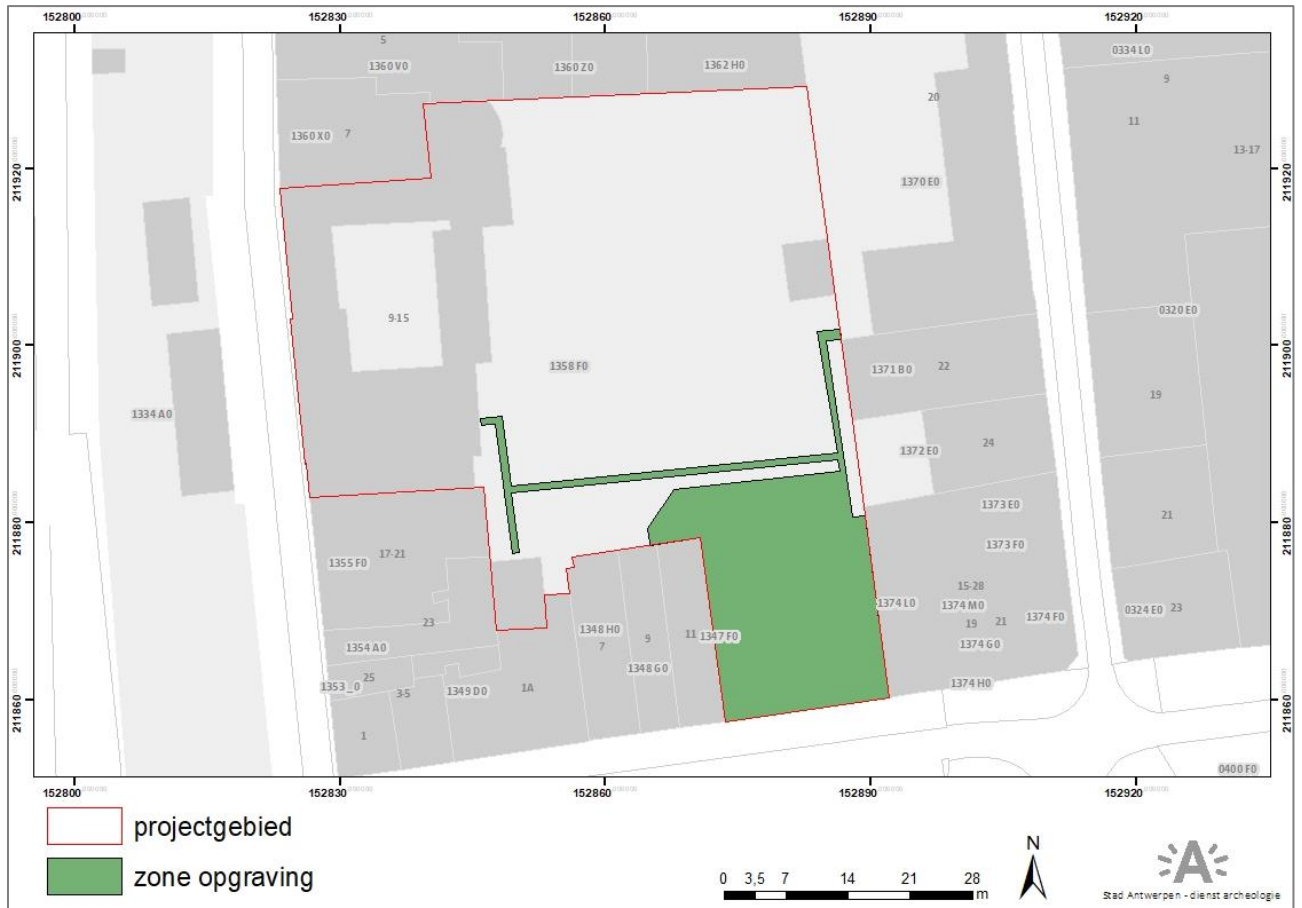 152800 152830 152860 152890 152920
5
1360 V0
1360 Z0
1362 H0
0334 L0
9
20
11
1360 X0 7
13-17
211920
211920
1370 E0
9-15
0320 E0
211900
211900
1358 F0
1371 B0 22
1334 A0
19
24
1372 E0
1373 E0
211880
211880
21
1373 F0
17-21
1355 F0
15-28
1374 L0
1374 M0
1374 F0
0324 E0 23
19 21
1348 H0
23
9 11 1347 F0
7
1374 G0
1354 A0
1348 G0
25
1353 _0
3-5
1349 D0
1A
1374 H0
211860
211860
1
0400 F0
152800 152830 152860 152890 152920
projectgebied
zone opgraving
0 3,5 7 14 21 28
m
N
A
Stad Antwerpen - dienst archeologie